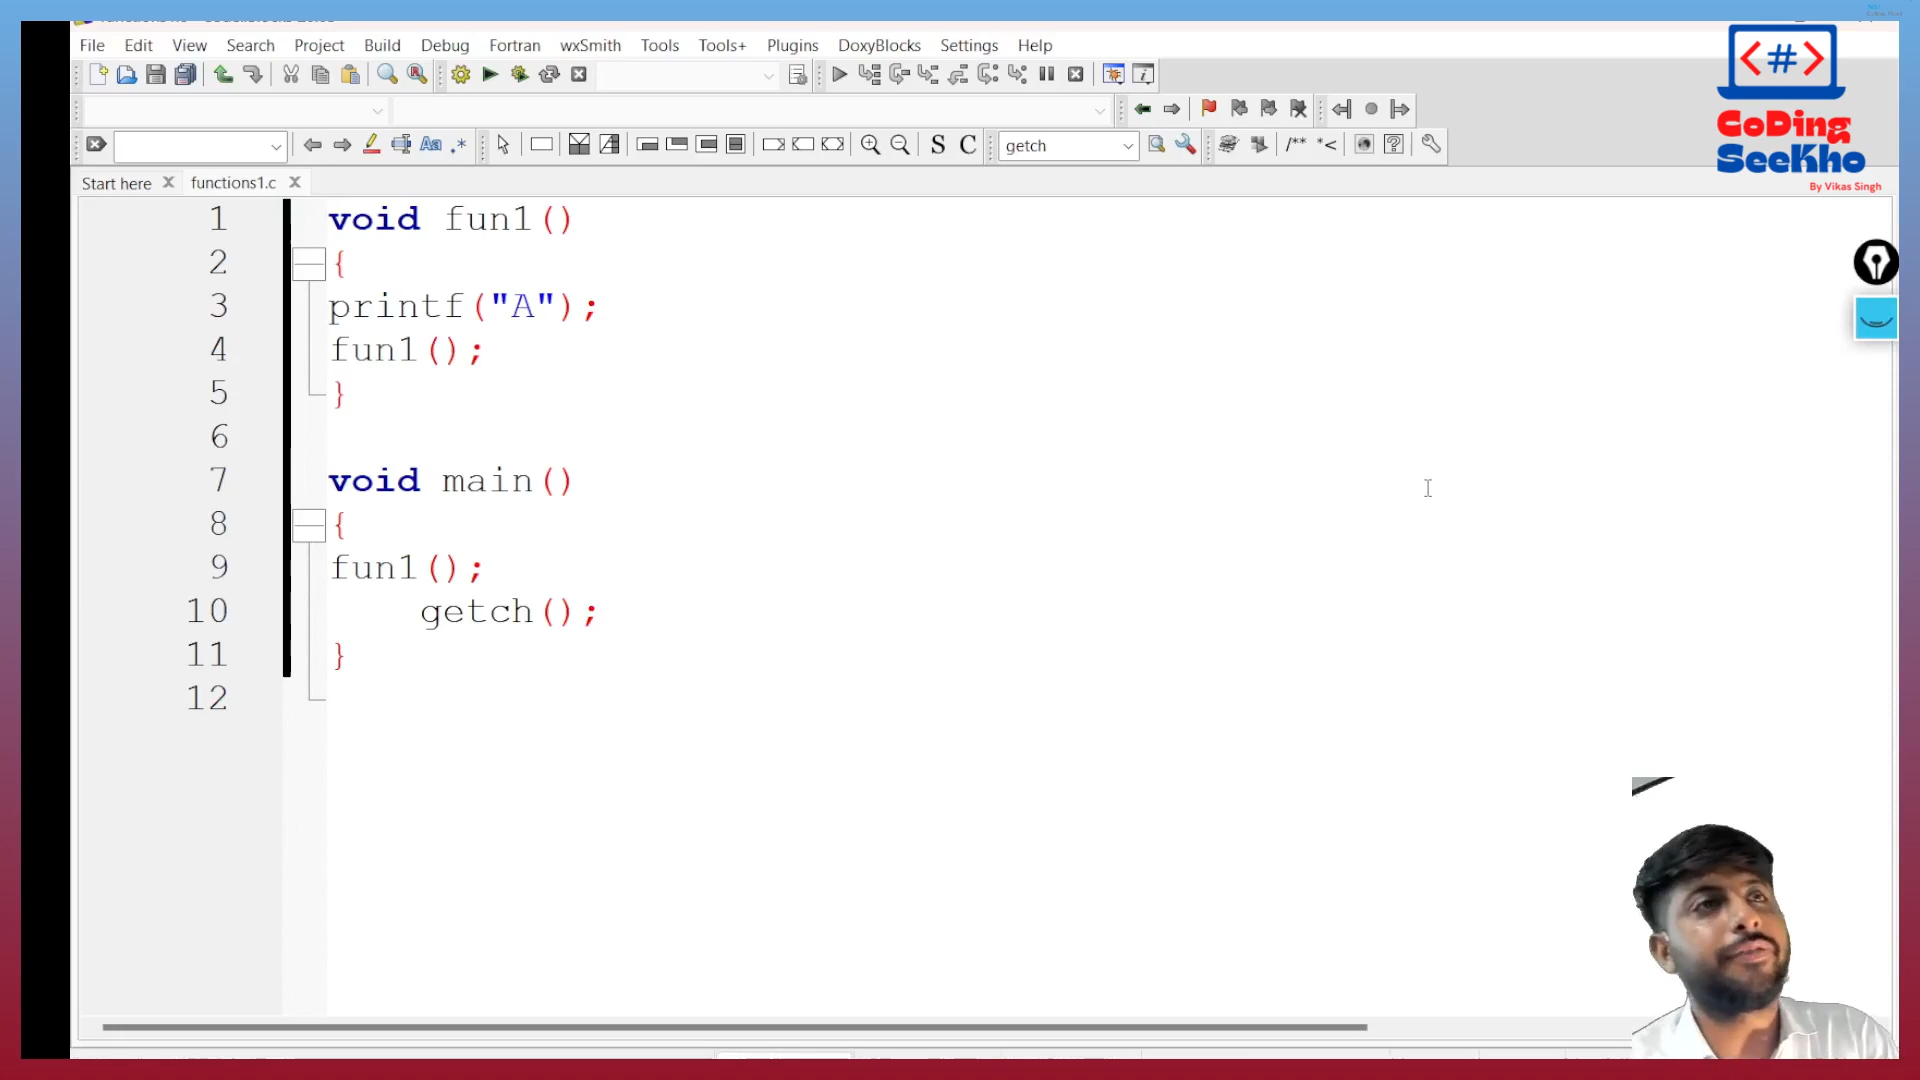 File Edit View Search Project Build Debug Fortran wxSmith Tools Tools+ Plugins DoxyBlocks Settings Help
<#>
CoDing
SeeKho
By Vikas Singh
Aa .* S C getch /** *<
Start here functions1.c
1 void fun1()
2 {
3 printf("A");
4 fun1();
5 }
6
7 void main()
8 {
9 fun1();
10 getch();
11 }
12